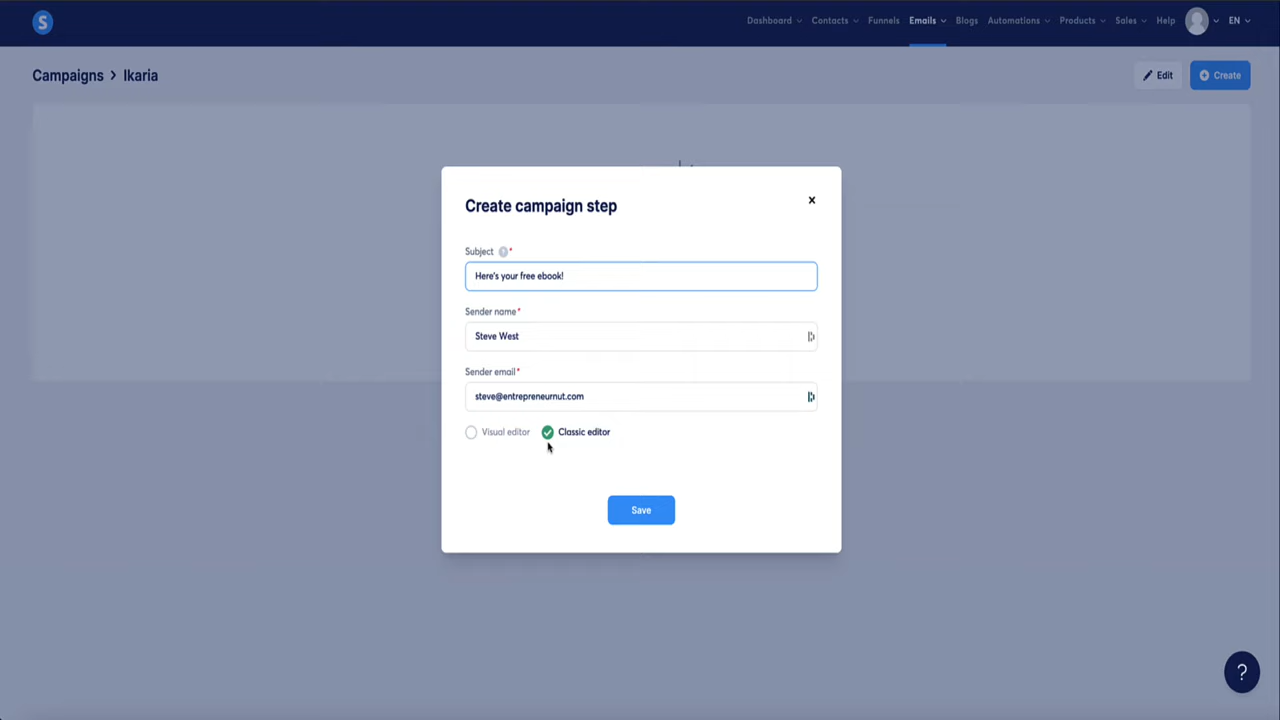 S Dashboard Contacts Funnels Emails Blogs Automations Products Sales Help EN
Campaigns > Ikaria
Edit
Create
Create campaign step
x
Subject ? *
Here's your free ebook!
Sender name*
Steve West
Sender email*
steve@entrepreneurnut.com
Visual editor Classic editor
Save
?